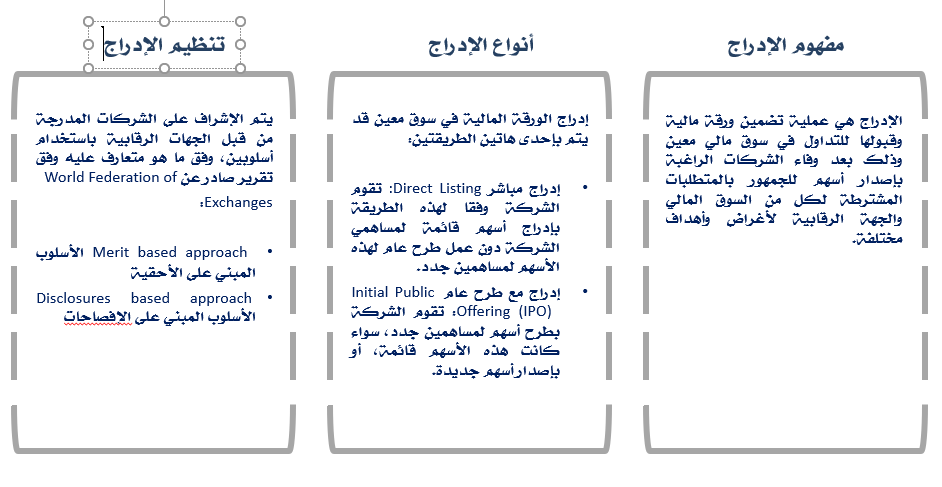 مفهوم الإدراج
الإدراج هي عملية تضمين ورقة مالية
وقبولها للتداول في سوق مالي معين
وذلك بعد وفاء الشركات الراغبة
بإصدار أسهم للجمهور بالمتطلبات
المشترطة لكل من السوق المالي
والجهة الرقابية لأغراض وأهداف
مختلفة.
أنواع الإدراج
إدراج الورقة المالية في سوق معين قد
يتم بإحدى هاتين الطريقتين:
• إدراج مباشر Direct Listing: تقوم
الشركة وفقا لهذه الطريقة
بإدراج أسهم قائمة لمساهمي
الشركة دون عمل طرح عام لهذه
الأسهم لمساهمين جدد.
• إدراج مع طرح عام Initial Public
Offering (IPO): تقوم الشركة
بطرح أسهم لمساهمين جدد، سواء
كانت هذه الأسهم قائمة، أو
بإصدار أسهم جديدة.
تنظيم الإدراج
يتم الإشراف على الشركات المدرجة
من قبل الجهات الرقابية باستخدام
أسلوبين، وفق ما هو متعارف عليه وفق
تقرير صادر عن World Federation of
Exchanges:
• Merit based approach الأسلوب
المبني على الأحقية
• Disclosures based approach
الأسلوب المبني على الإفصاحات